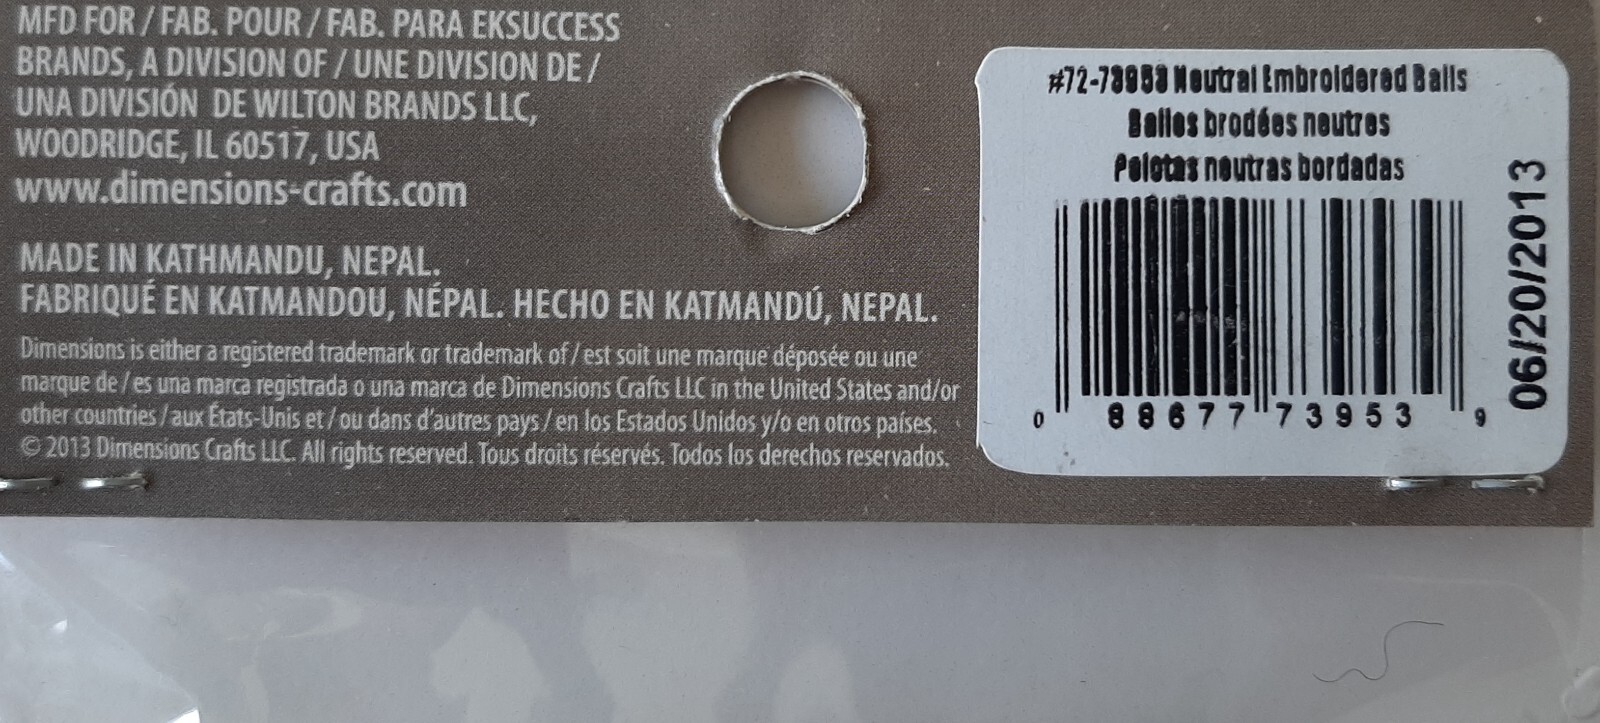 MFD FOR / FAB. POUR / FAB. PARA EKSUCCESS
BRANDS, A DIVISION OF / UNE DIVISION DE /
UNA DIVISIÓN DE WILTON BRANDS LLC,
WOODRIDGE, IL 60517, USA
www.dimensions-crafts.com
MADE IN KATHMANDU, NEPAL.
FABRIQUÉ EN KATMANDOU, NÉPAL. HECHO EN KATMANDÚ, NEPAL.
Dimensions is either a registered trademark or trademark of / est soit une marque déposée ou une
marque de / es una marca registrada o una marca de Dimensions Crafts LLC in the United States and/or
other countries / aux États-Unis et / ou dans d'autres pays / en los Estados Unidos y/o en otros países.
© 2013 Dimensions Crafts LLC. All rights reserved. Tous droits réservés. Todos los derechos reservados.
#72-73953 Neutral Embroidered Balls
Balles brodées neutres
Pelotas neutras bordadas
0 88677 73953 9
06/20/2013